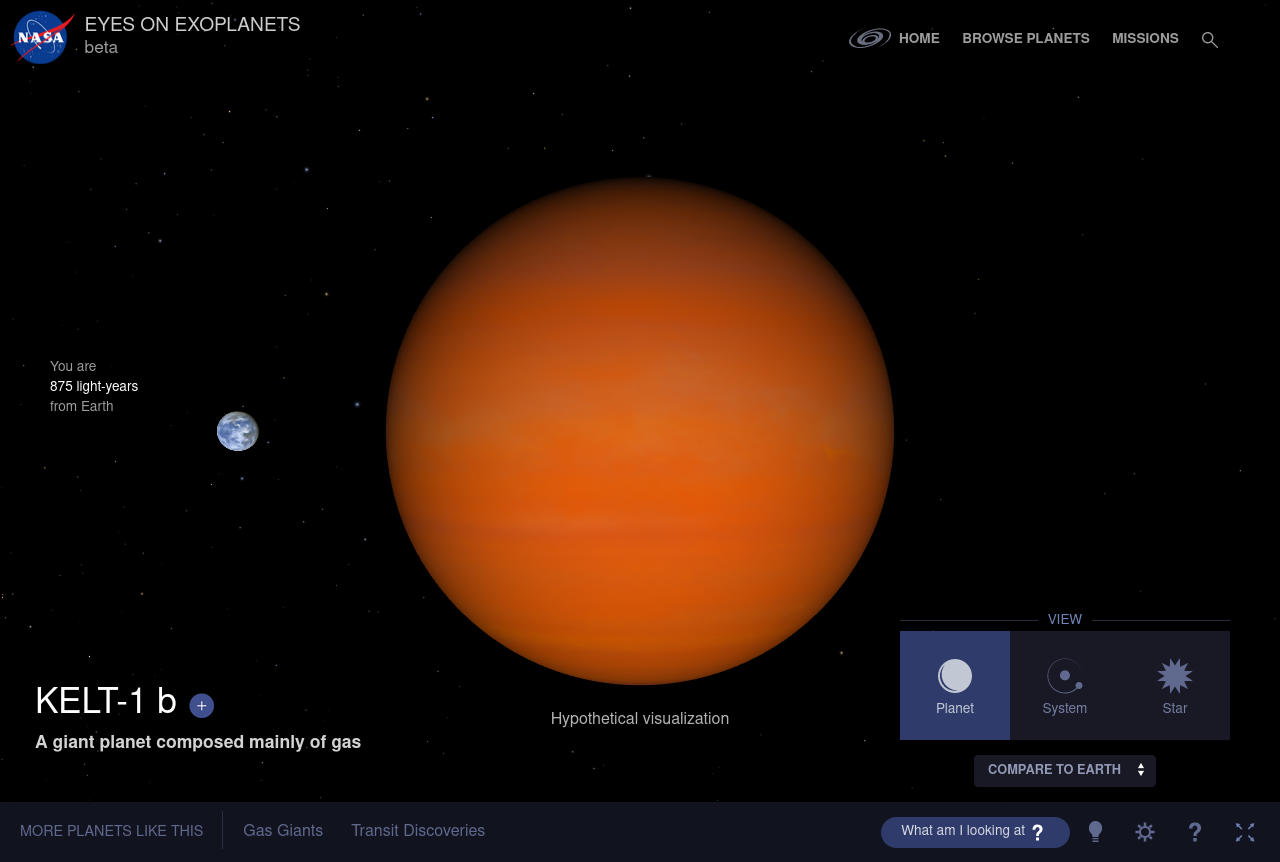 NASA
EYES ON EXOPLANETS
beta
HOME
BROWSE PLANETS
MISSIONS
You are
875 light-years
from Earth
VIEW
Planet
System
Star
KELT-1 b +
A giant planet composed mainly of gas
Hypothetical visualization
COMPARE TO EARTH
MORE PLANETS LIKE THIS
Gas Giants
Transit Discoveries
What am I looking at ?
?